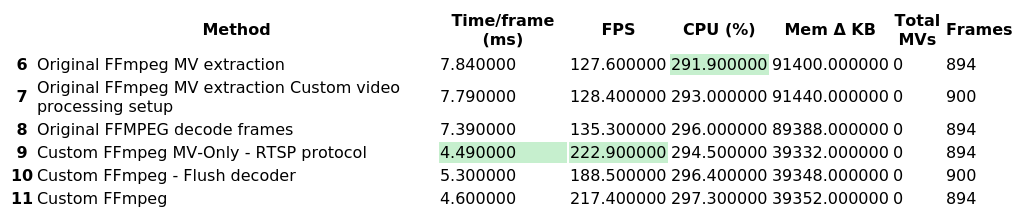 Method Time/frame (ms) FPS CPU (%) Mem Δ KB Total MVs Frames
6 Original FFmpeg MV extraction 7.840000 127.600000 291.900000 91400.000000 0 894
7 Original FFmpeg MV extraction Custom video processing setup 7.790000 128.400000 293.000000 91440.000000 0 900
8 Original FFMPEG decode frames 7.390000 135.300000 296.000000 89388.000000 0 894
9 Custom FFmpeg MV-Only - RTSP protocol 4.490000 222.900000 294.500000 39332.000000 0 894
10 Custom FFmpeg - Flush decoder 5.300000 188.500000 296.400000 39348.000000 0 900
11 Custom FFmpeg 4.600000 217.400000 297.300000 39352.000000 0 894